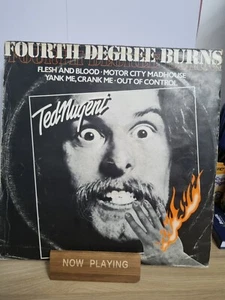 FOURTH DEGREE BURNS
FLESH AND BLOOD · MOTOR CITY MADHOUSE
YANK ME, CRANK ME · OUT OF CONTROL
Ted Nugent
NOW PLAYING